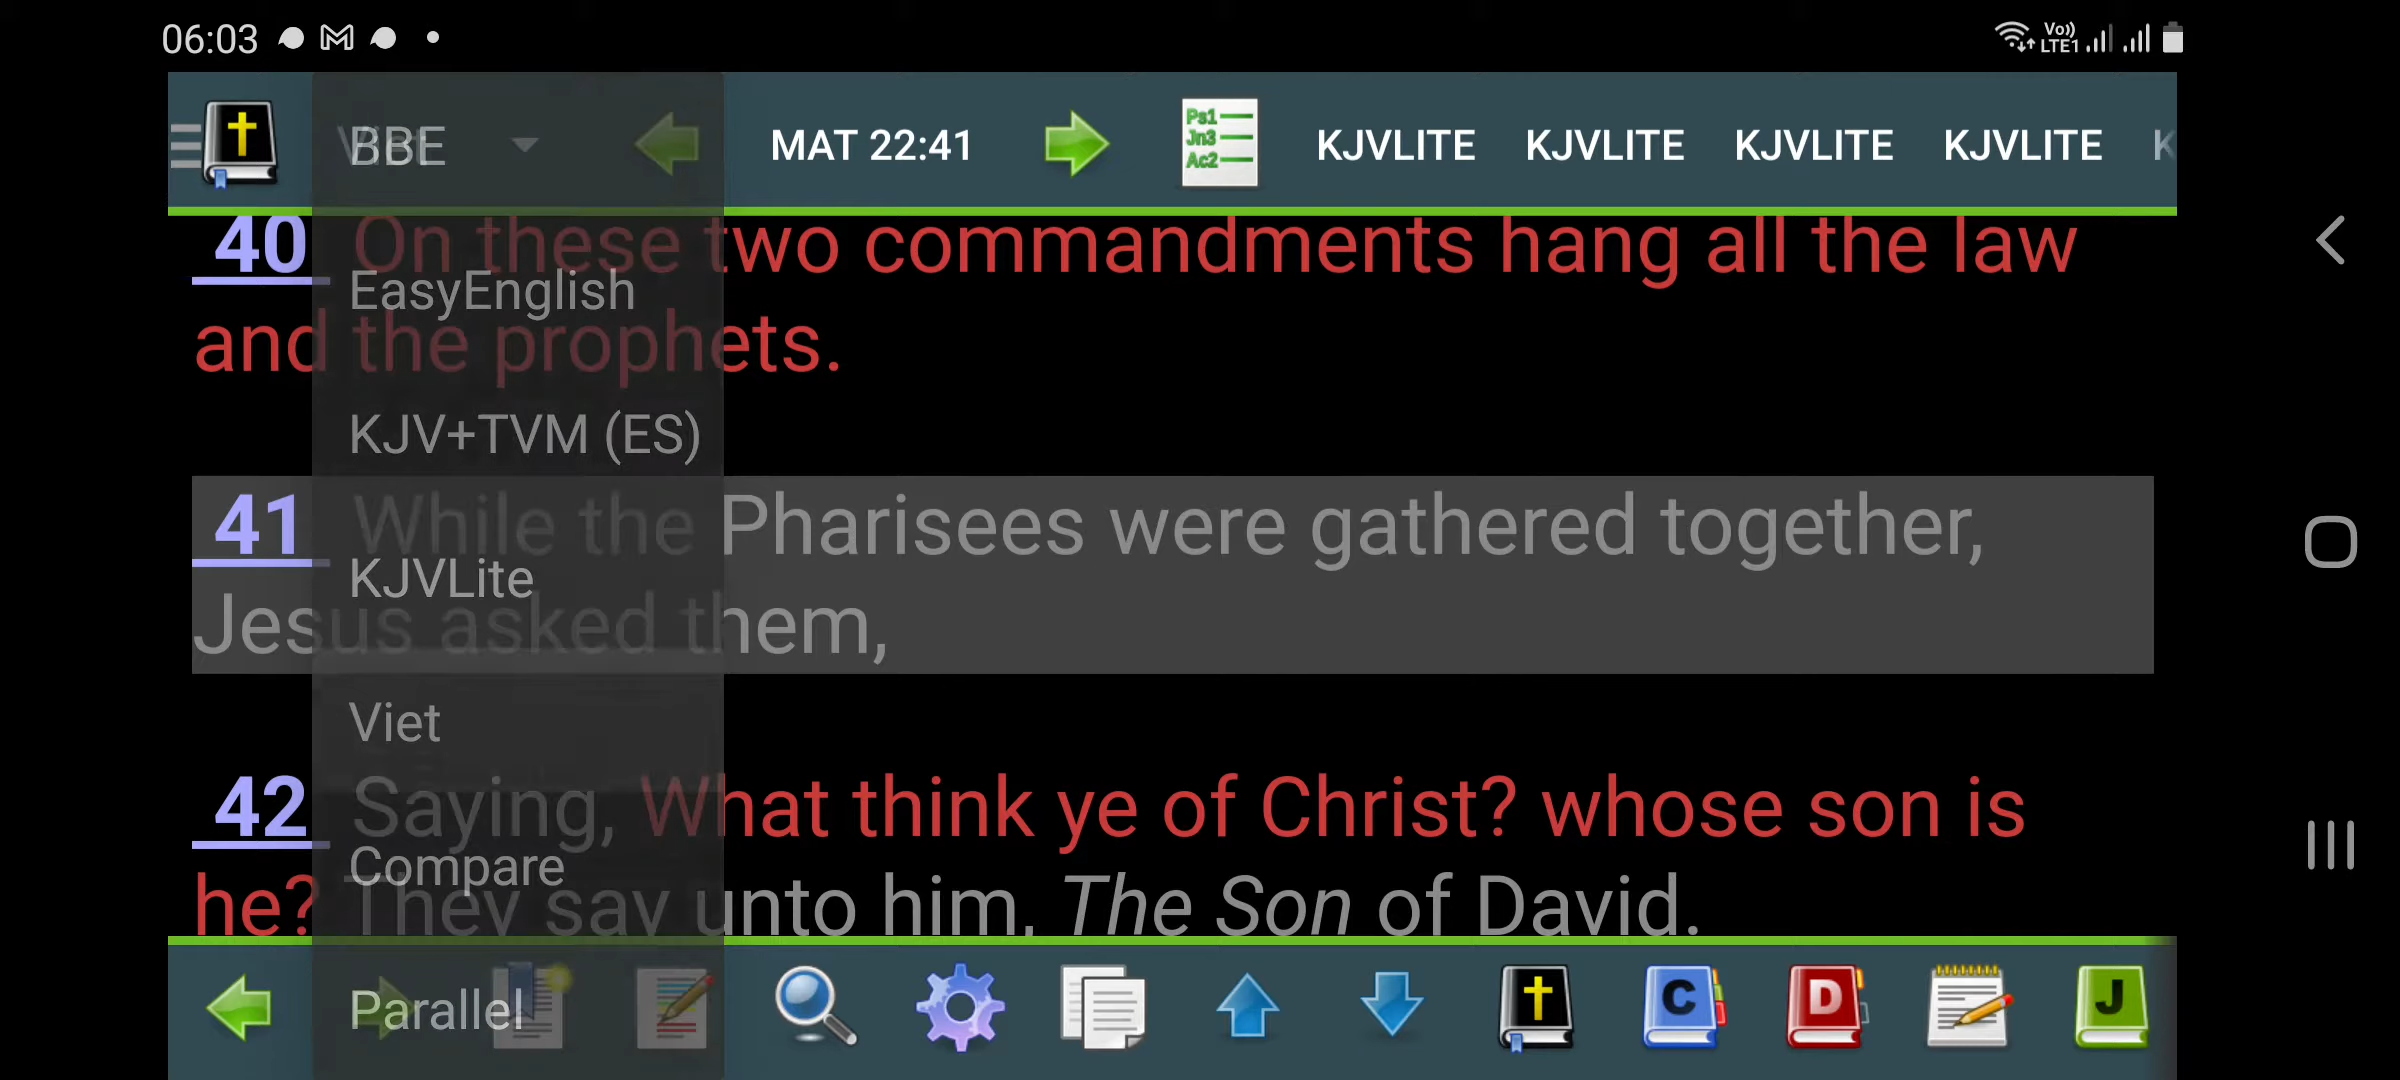 06:03
Vo)) LTE1
BBE
MAT 22:41
Ps1
Jn3
Ac2
KJVLITE KJVLITE KJVLITE KJVLITE K
40 On these two commandments hang all the law
EasyEnglish
and the prophets.
KJV+TVM (ES)
41 While the Pharisees were gathered together,
KJVLite
Jesus asked them,
Viet
42 Saying, What think ye of Christ? whose son is
Compare
he? They say unto him, The Son of David.
Parallel
C
D
J